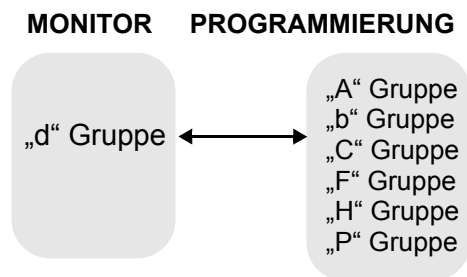 MONITOR PROGRAMMIERUNG
„d“ Gruppe
„A“ Gruppe
„b“ Gruppe
„C“ Gruppe
„F“ Gruppe
„H“ Gruppe
„P“ Gruppe